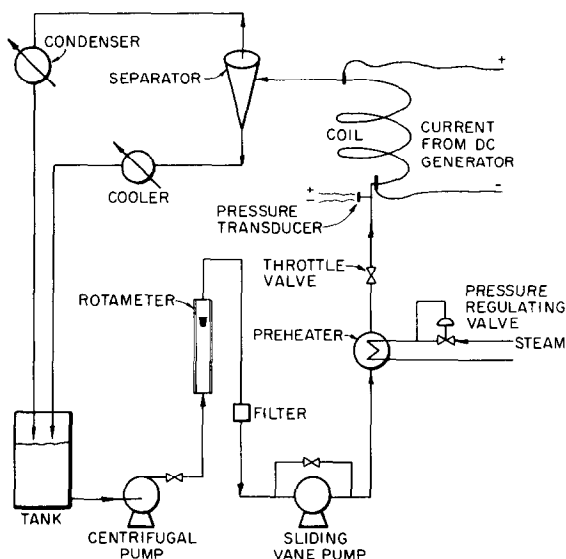 CONDENSER
SEPARATOR
+
COIL
CURRENT
FROM DC
GENERATOR
COOLER
+
-
-
PRESSURE
TRANSDUCER
THROTTLE
VALVE
ROTAMETER
PRESSURE
REGULATING
VALVE
PREHEATER
STEAM
FILTER
TANK
CENTRIFUGAL
PUMP
SLIDING
VANE PUMP